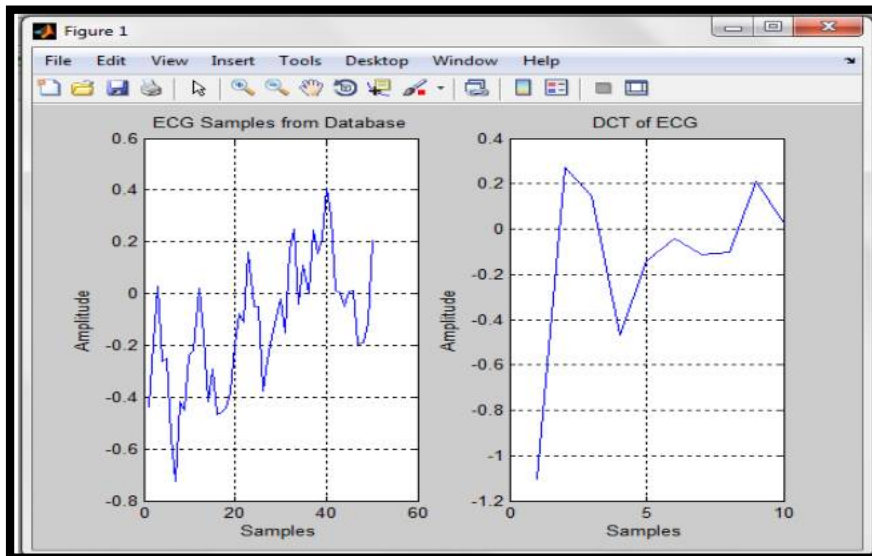 Figure 1
File Edit View Insert Tools Desktop Window Help
ECG Samples from Database
0.6
0.4
0.2
0
-0.2
-0.4
-0.6
-0.8
Amplitude
0 20 40 60
Samples
DCT of ECG
0.4
0.2
0
-0.2
-0.4
-0.6
-0.8
-1
-1.2
Amplitude
0 5 10
Samples